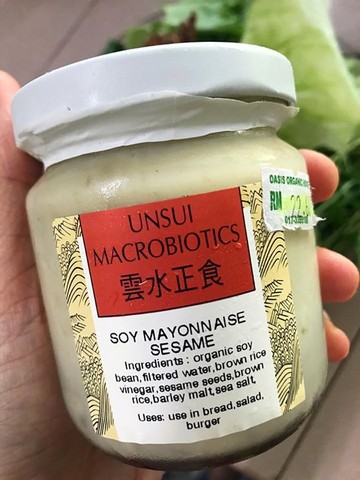 UNSUI
MACROBIOTICS
雲水正食
SOY MAYONNAISE
SESAME
Ingredients : organic soy
bean,filtered water,brown rice
vinegar,sesame seeds,brown
rice,barley malt,sea salt,
Uses: use in bread,salad,
burger
OASIS ORGANIC
RM